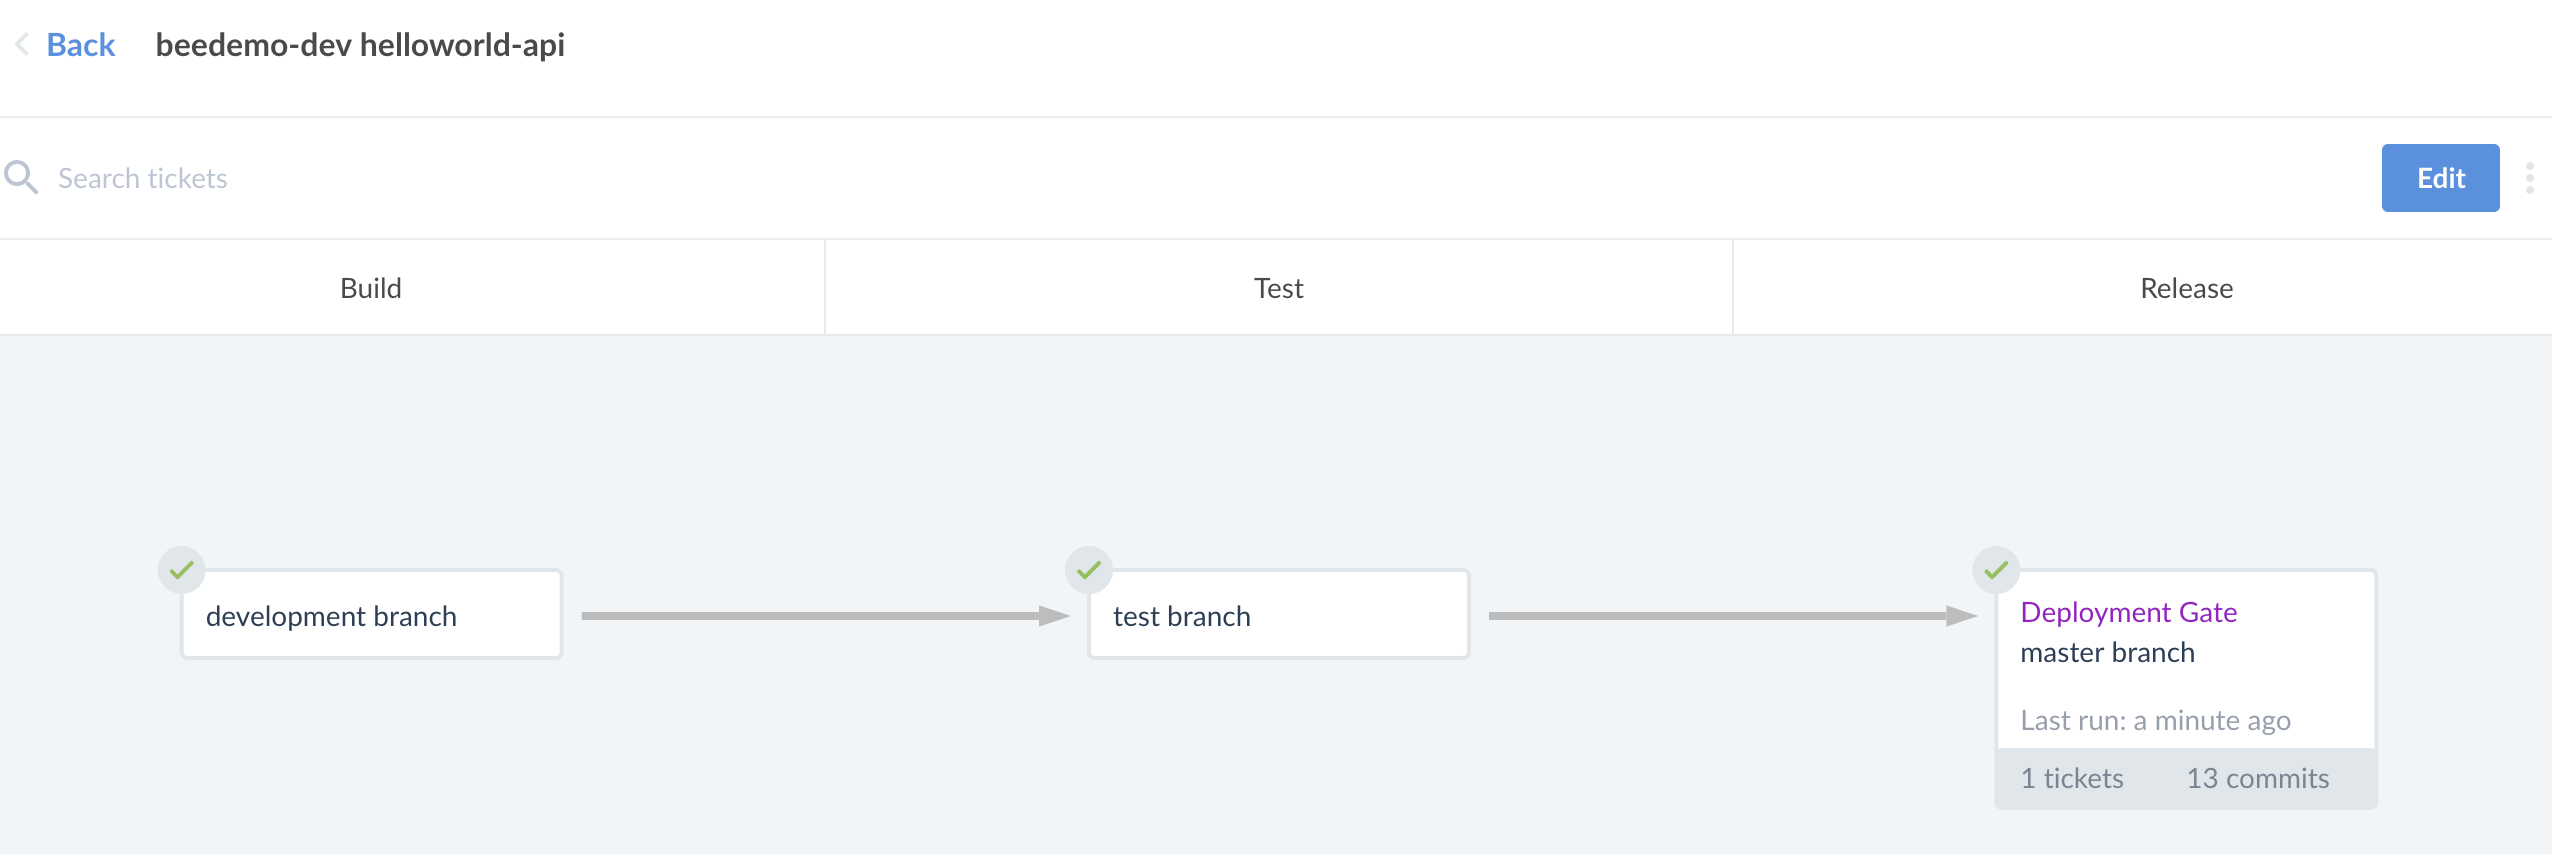 Back beedemo-dev helloworld-api
Search tickets
Edit
Build
Test
Release
development branch
test branch
Deployment Gate
master branch
Last run: a minute ago
1 tickets 13 commits